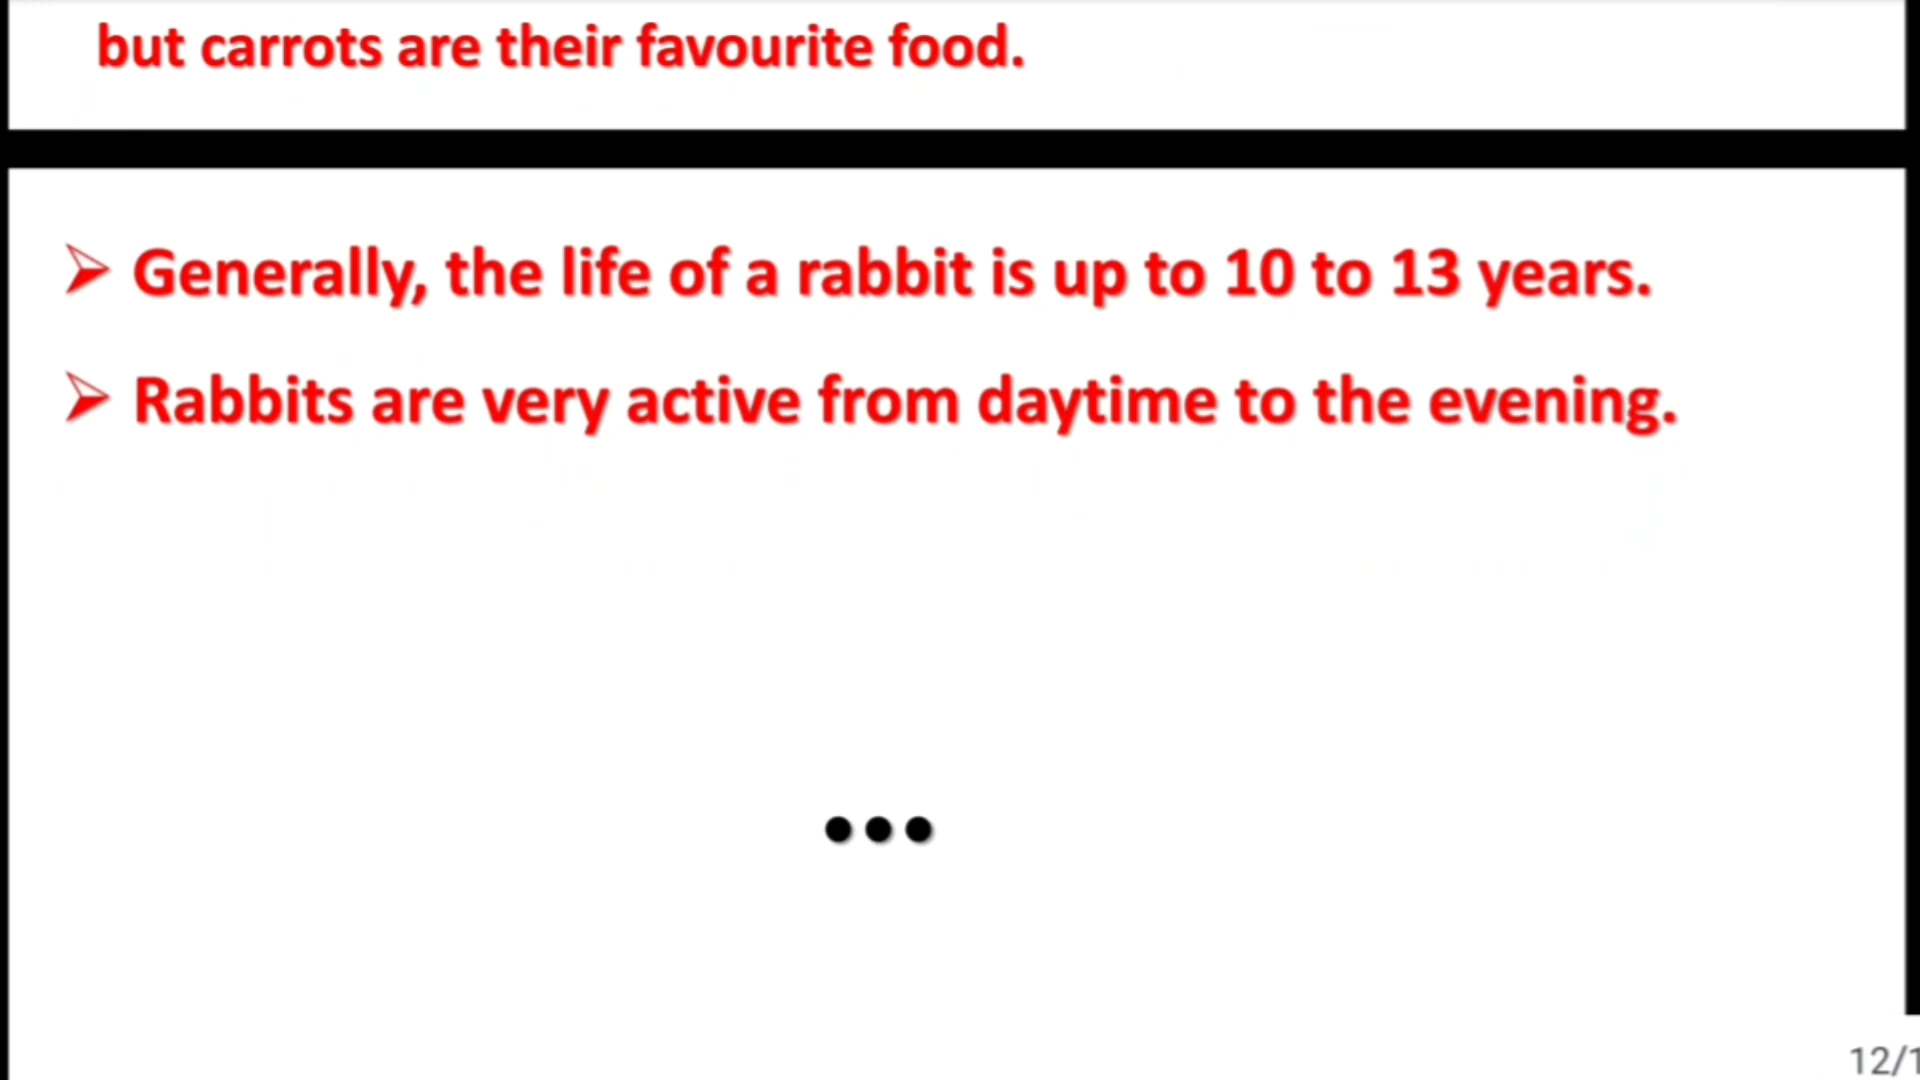 but carrots are their favourite food.
➢ Generally, the life of a rabbit is up to 10 to 13 years.
➢ Rabbits are very active from daytime to the evening.
•••
12/1